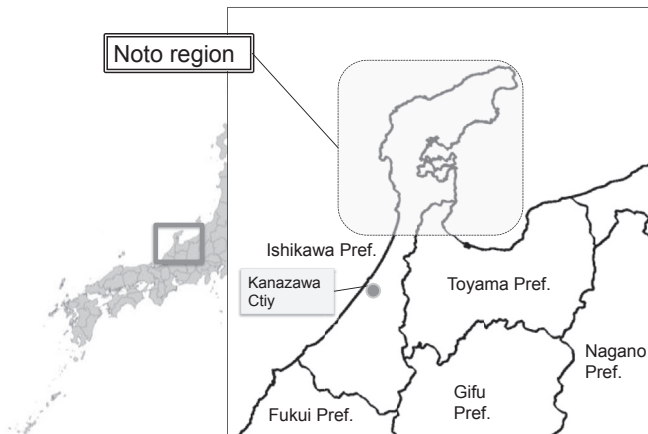 Noto region
Ishikawa Pref.
Kanazawa
Ctiy
Toyama Pref.
Nagano
Pref.
Gifu
Pref.
Fukui Pref.